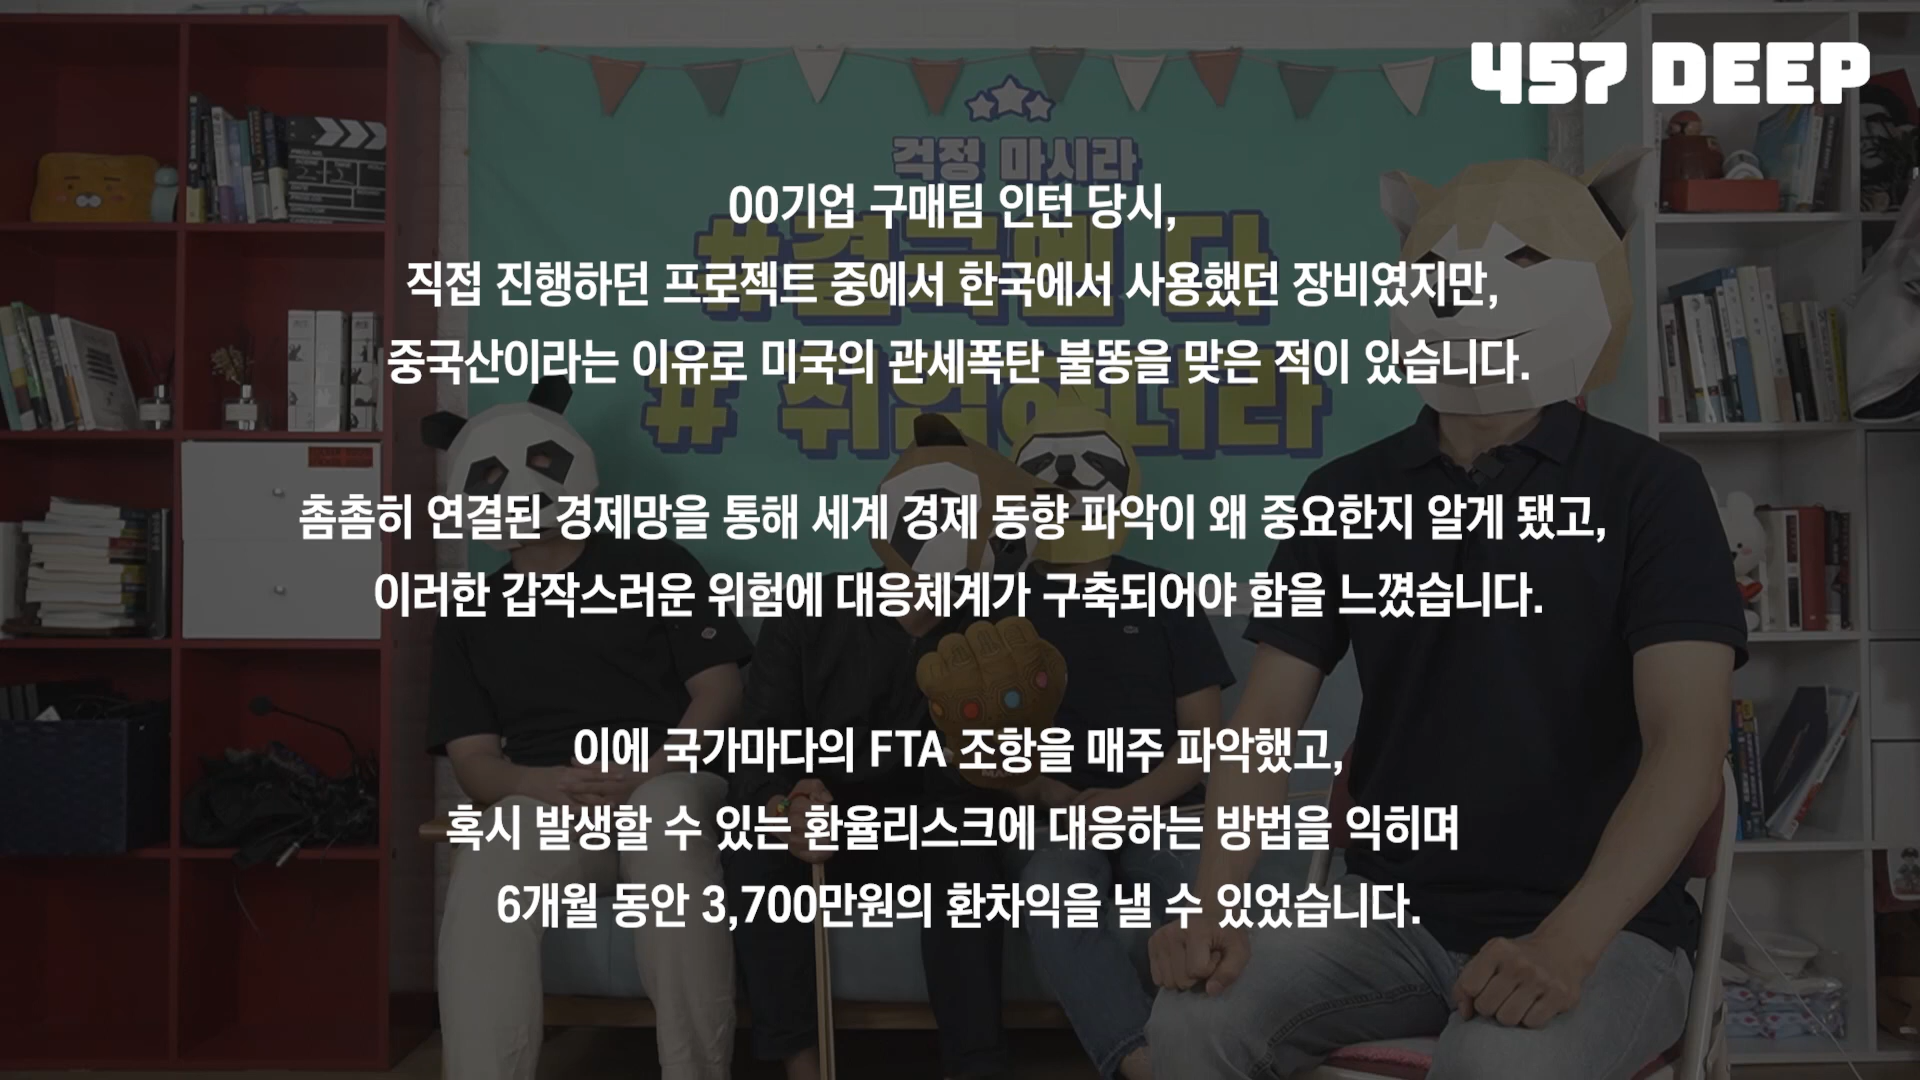 457 DEEP
걱정 마시라
00기업 구매팀 인턴 당시,
직접 진행하던 프로젝트 중에서 한국에서 사용했던 장비였지만,
중국산이라는 이유로 미국의 관세폭탄 불똥을 맞은 적이 있습니다.
촘촘히 연결된 경제망을 통해 세계 경제 동향 파악이 왜 중요한지 알게 됐고,
이러한 갑작스러운 위험에 대응체계가 구축되어야 함을 느꼈습니다.
이에 국가마다의 FTA 조항을 매주 파악했고,
혹시 발생할 수 있는 환율리스크에 대응하는 방법을 익히며
6개월 동안 3,700만원의 환차익을 낼 수 있었습니다.